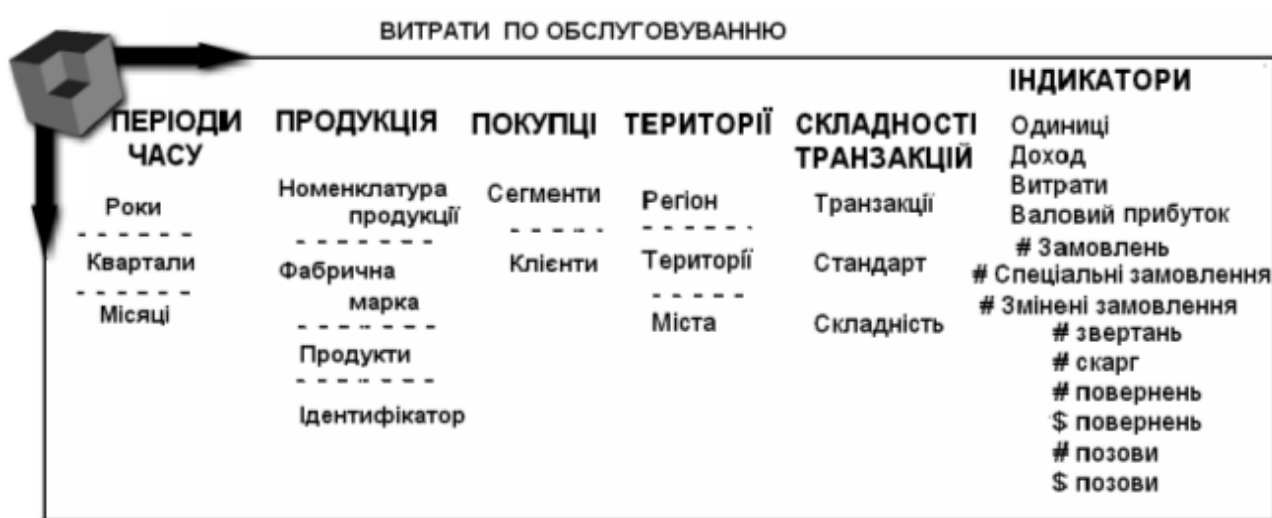 ВИТРАТИ ПО ОБСЛУГОВУВАННЮ
ПЕРІОДИ
ЧАСУ
Роки
Квартали
Місяці
ПРОДУКЦІЯ
Номенклатура
продукції
Фабрична
марка
Продукти
Ідентифікатор
ПОКУПЦІ
Сегменти
Клієнти
ТЕРИТОРІЇ
Регіон
Території
Міста
СКЛАДНОСТІ
ТРАНЗАКЦІЙ
Транзакції
Стандарт
Складність
ІНДИКАТОРИ
Одиниці
Доход
Витрати
Валовий прибуток
# Замовлень
# Спеціальні замовлення
# Змінені замовлення
# звертань
# скарг
# повернень
$ повернень
# позови
$ позови